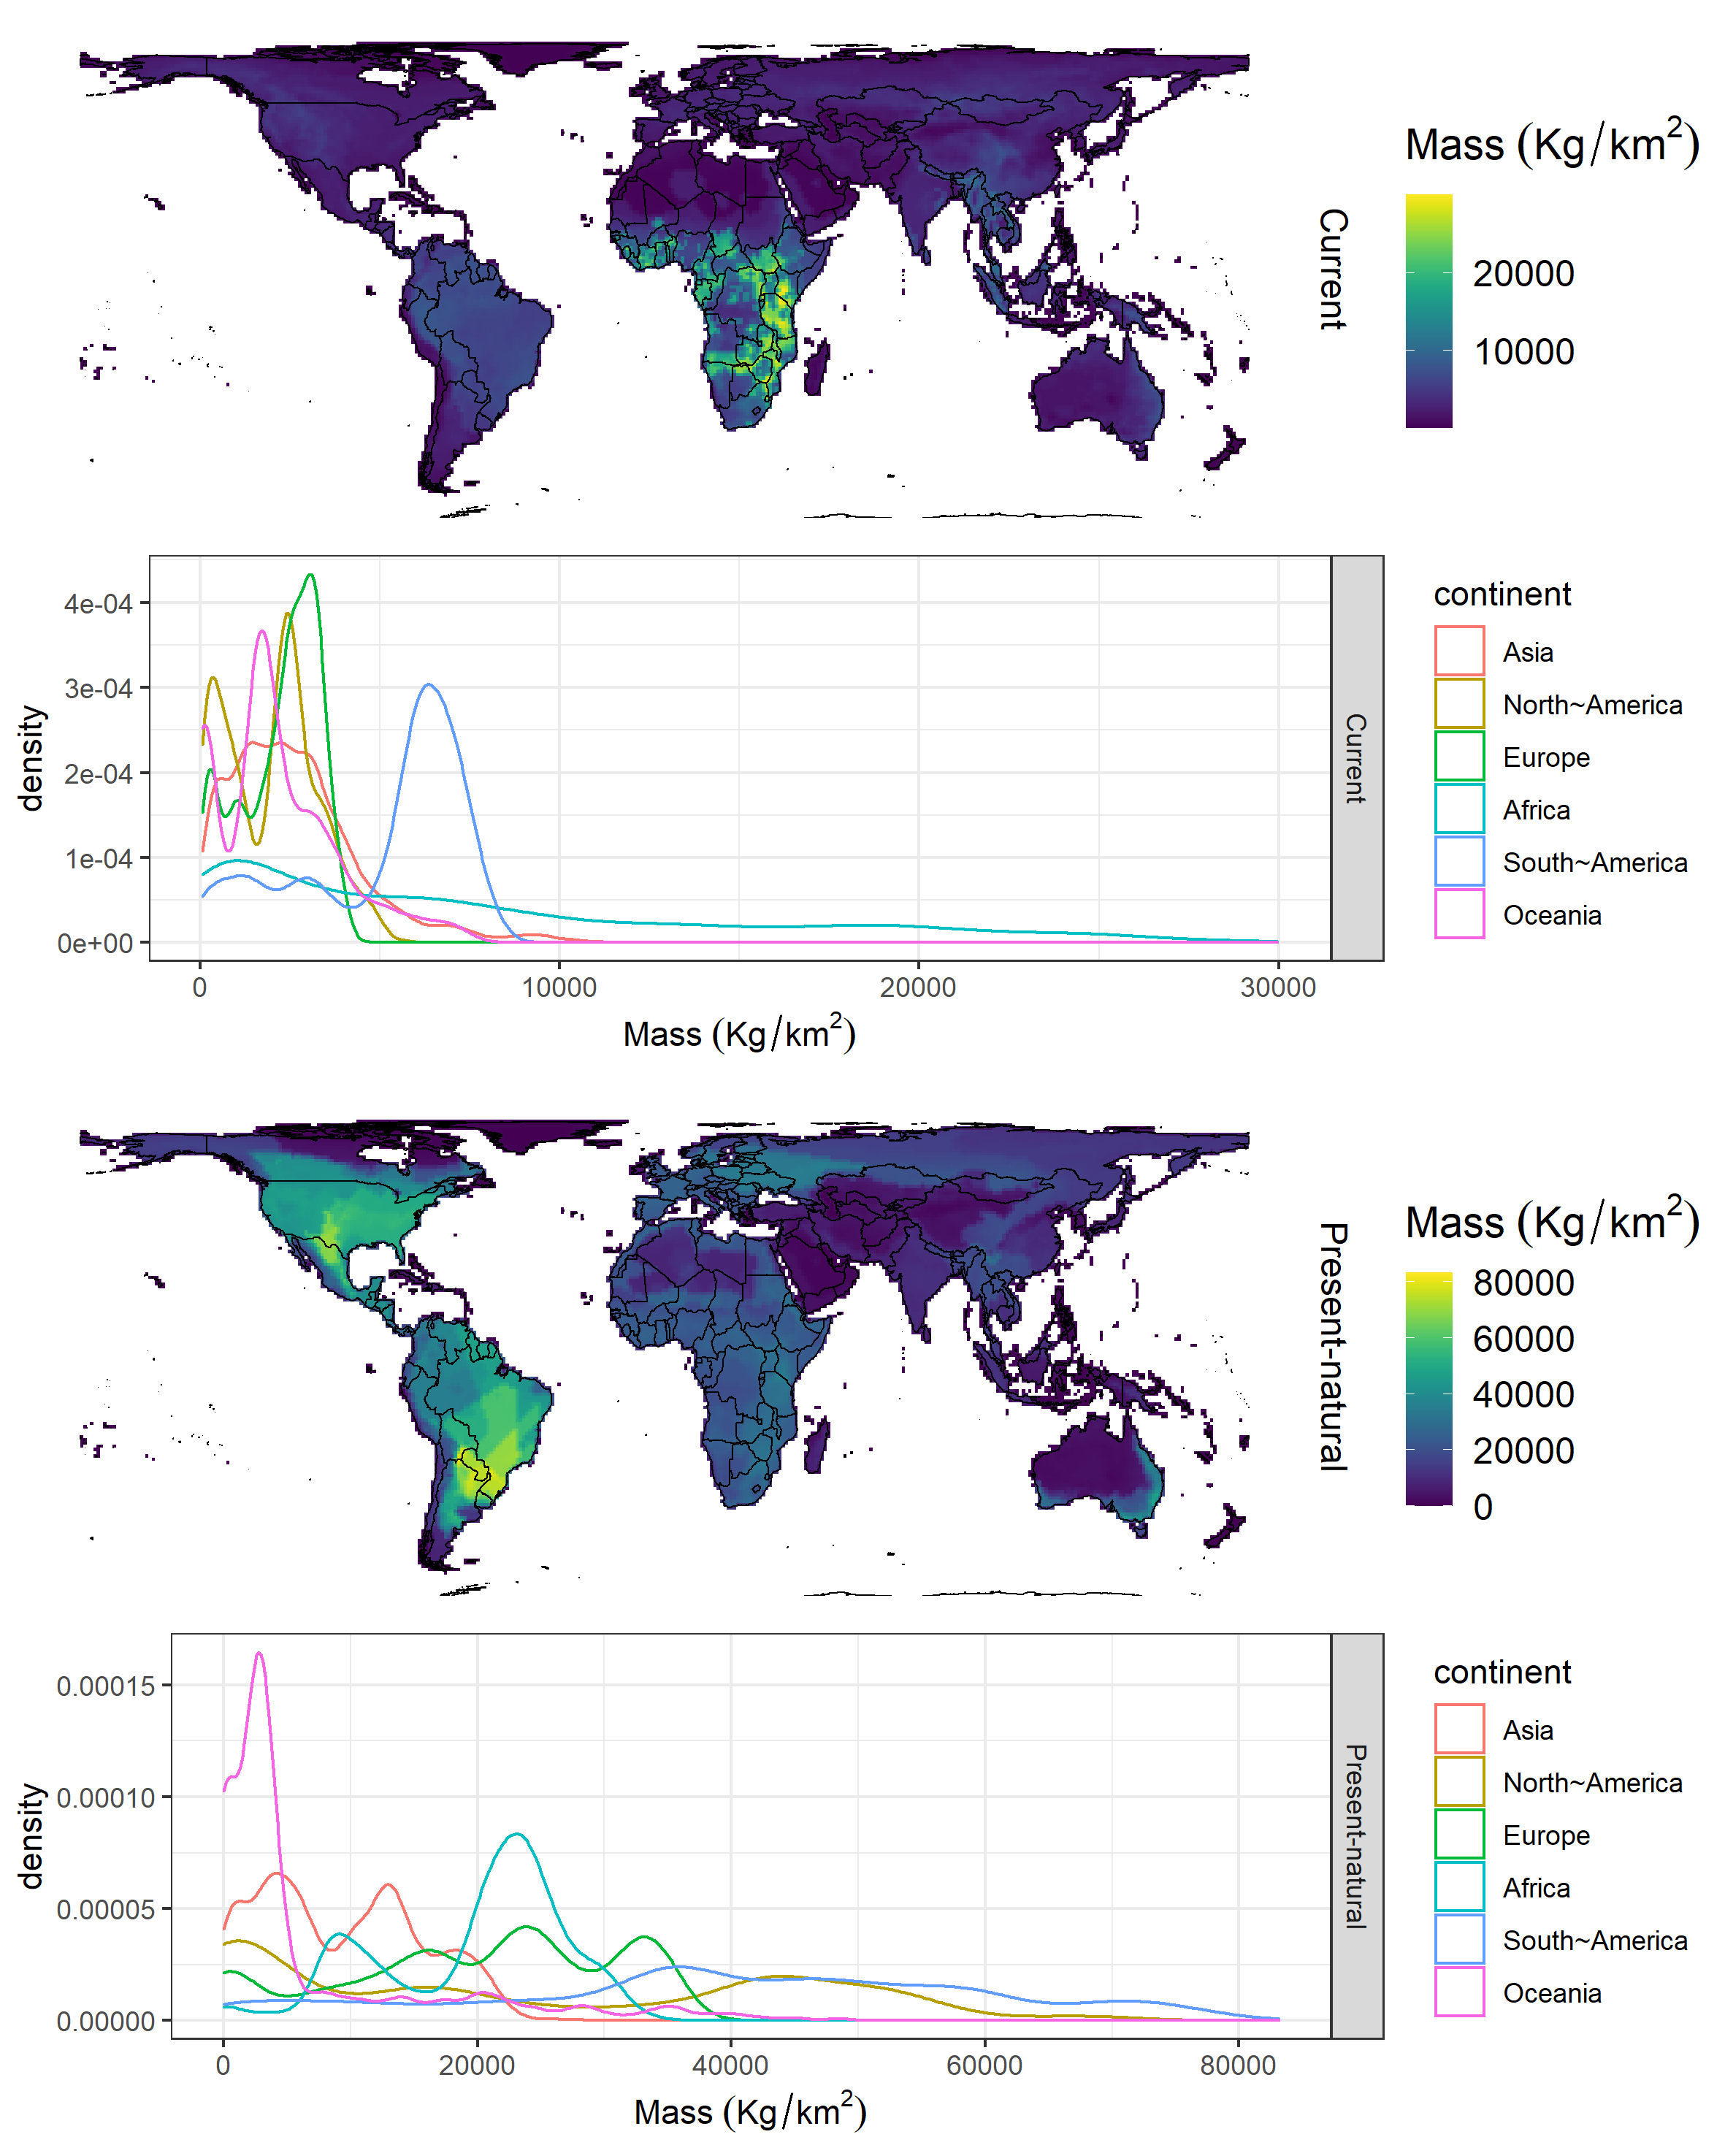 Mass (Kg/km²)
20000
10000
Current
density
4e-04
3e-04
2e-04
1e-04
0e+00
0
10000
20000
30000
Mass (Kg/km²)
Current
continent
Asia
North~America
Europe
Africa
South~America
Oceania
Mass (Kg/km²)
80000
60000
40000
20000
0
Present-natural
density
0.00015
0.00010
0.00005
0.00000
0
20000
40000
60000
80000
Mass (Kg/km²)
Present-natural
continent
Asia
North~America
Europe
Africa
South~America
Oceania